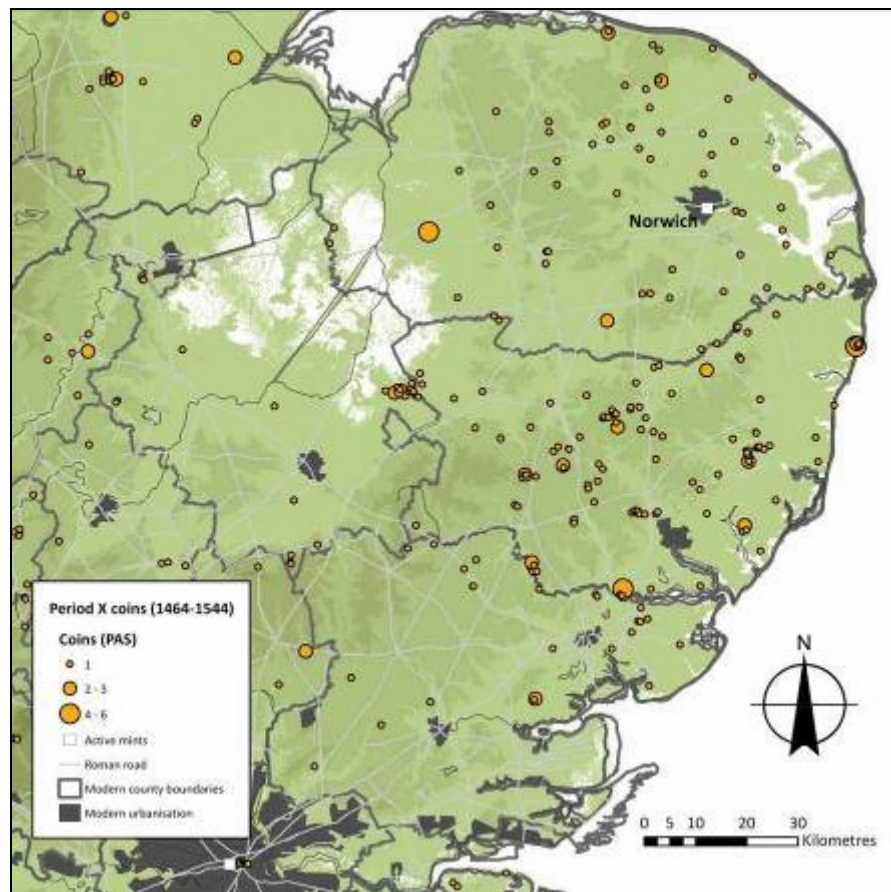 Norwich
Period X coins (1464-1544)
Coins (PAS)
1
2 - 3
4 - 6
Active mints
Roman road
Modern county boundaries
Modern urbanisation
N
0 5 10 20 30
Kilometres